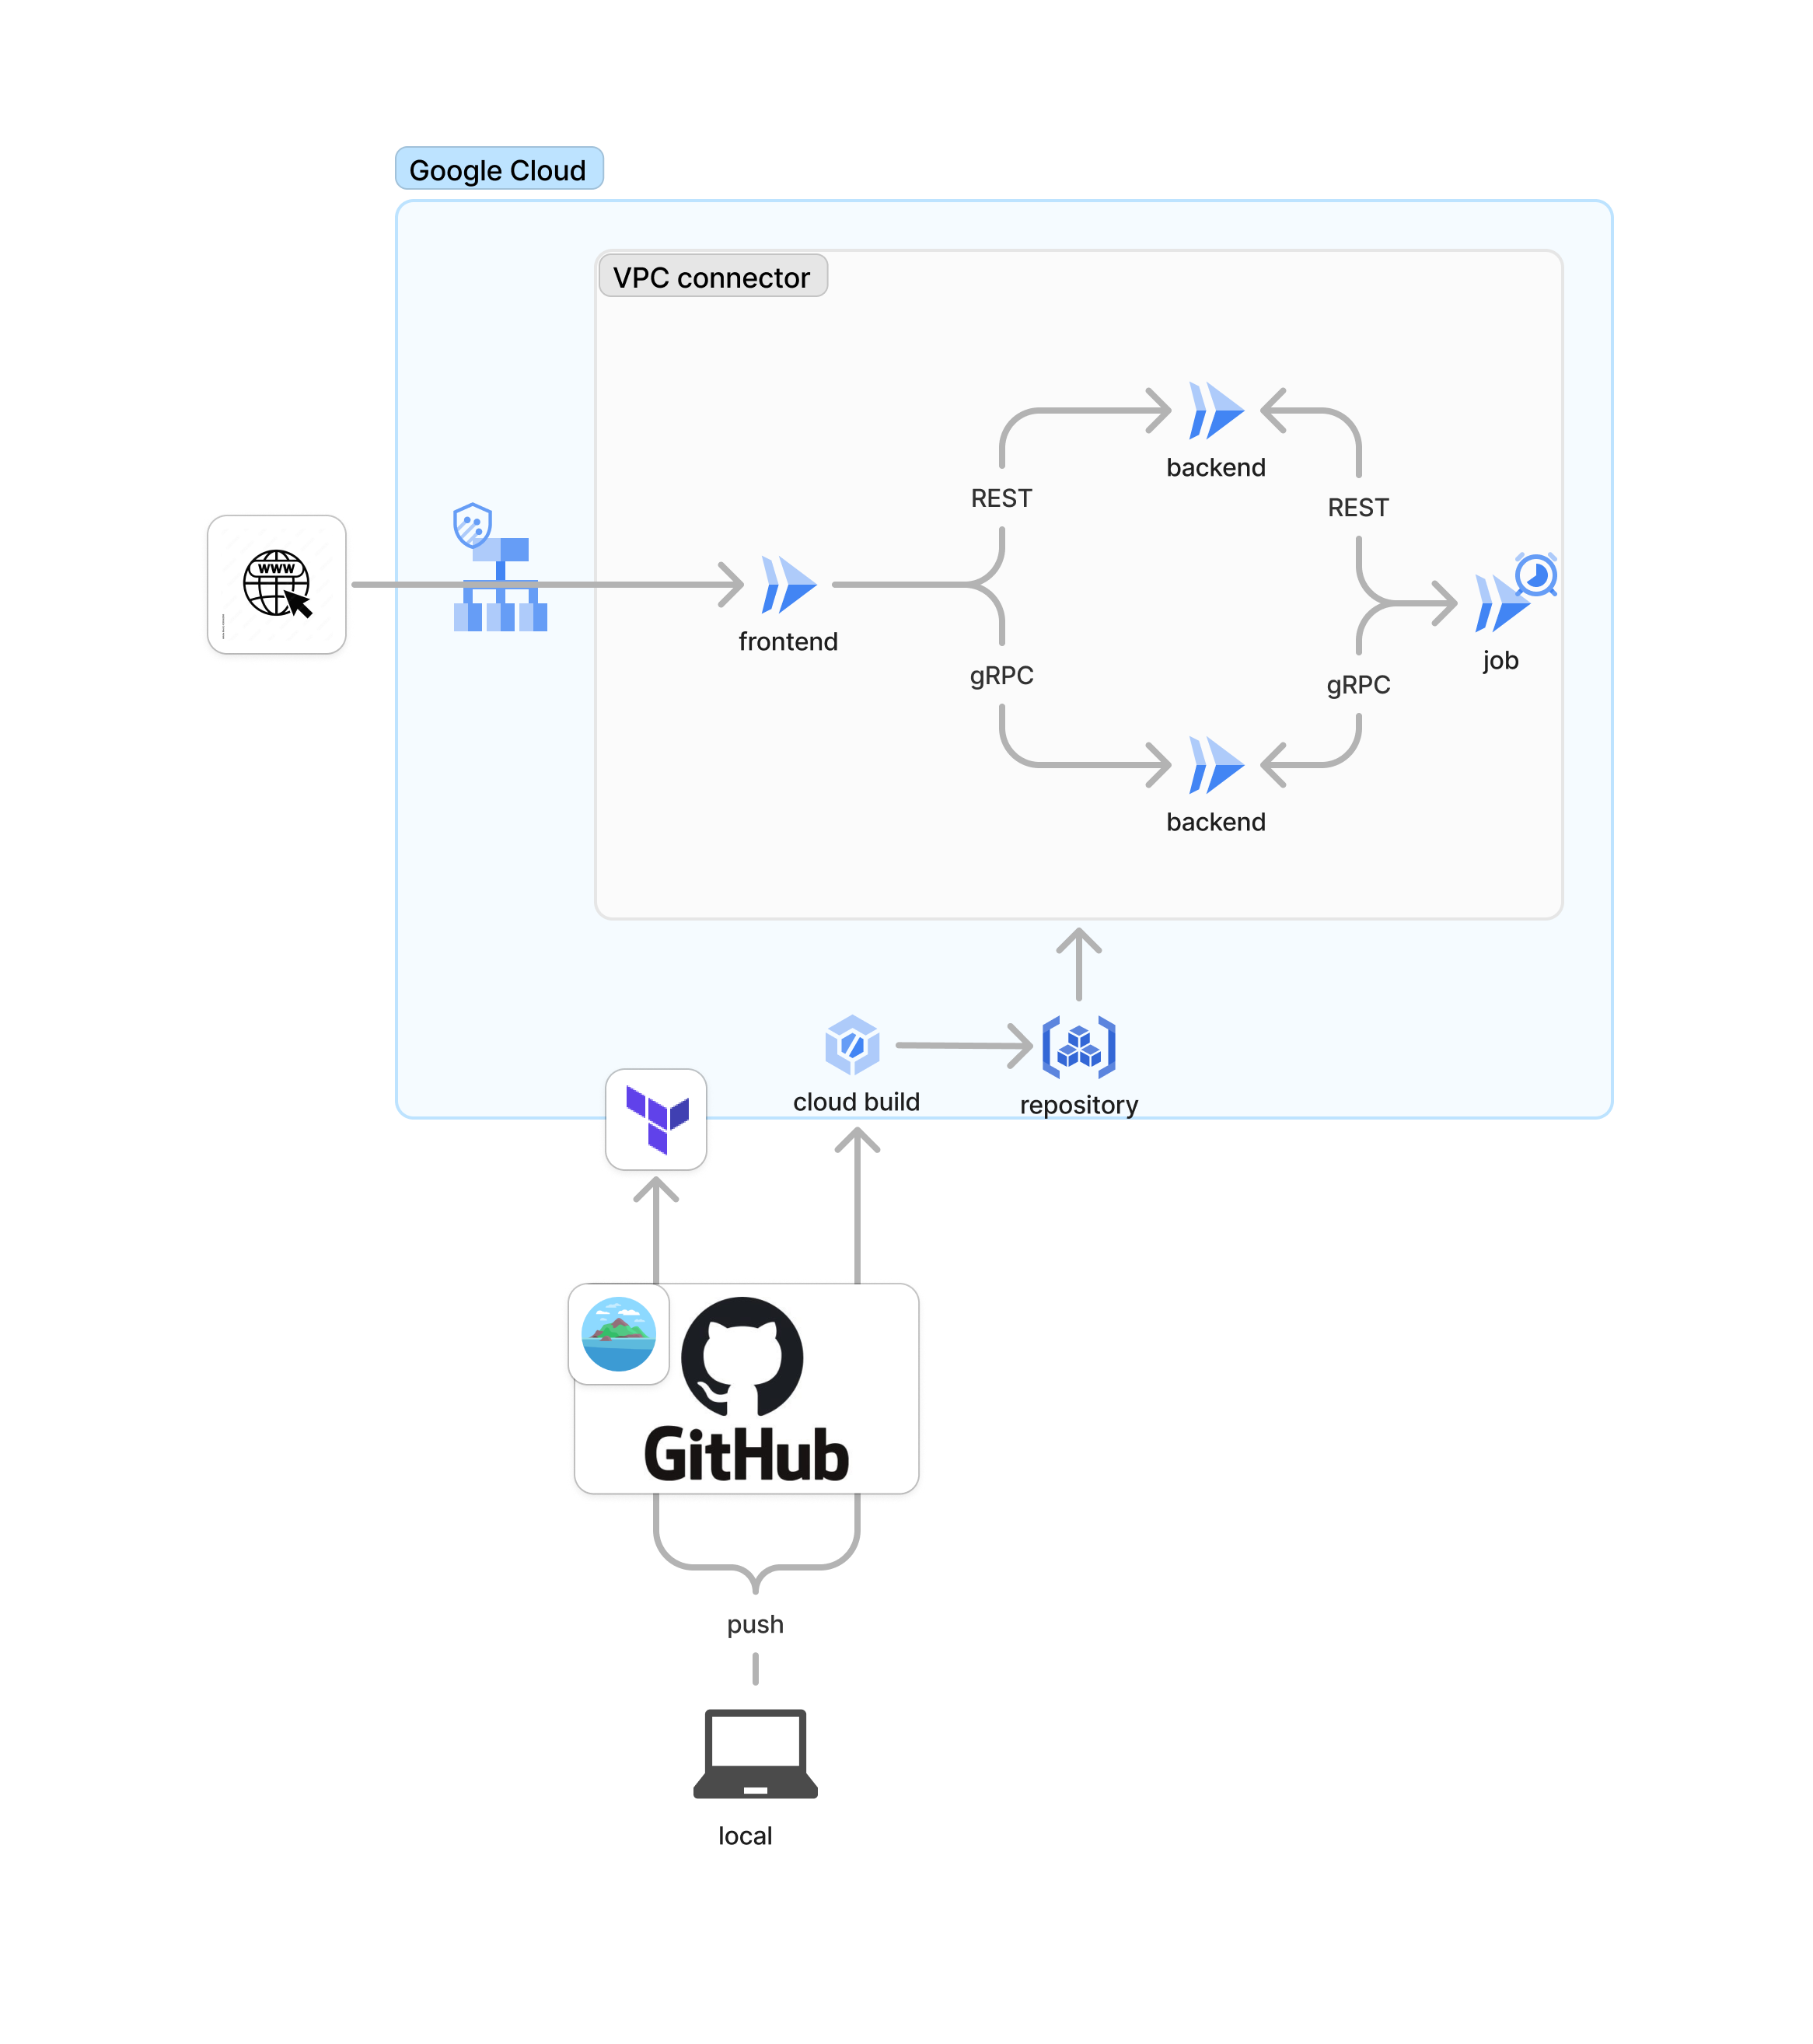 Google Cloud
VPC connector
backend
REST
REST
WWW
frontend
job
gRPC
gRPC
backend
cloud build
repository
GitHub
push
local